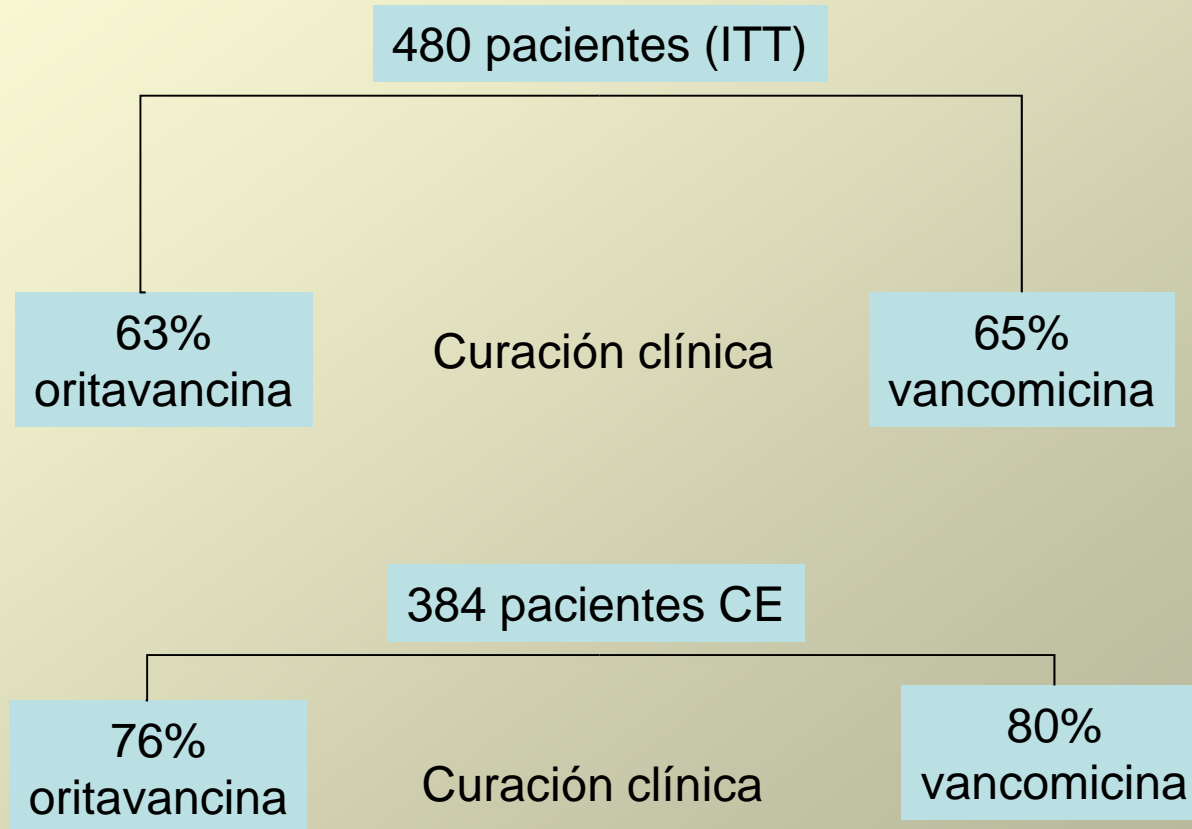 480 pacientes (ITT)
63%
oritavancina
Curación clínica
65%
vancomicina
384 pacientes CE
76%
oritavancina
Curación clínica
80%
vancomicina